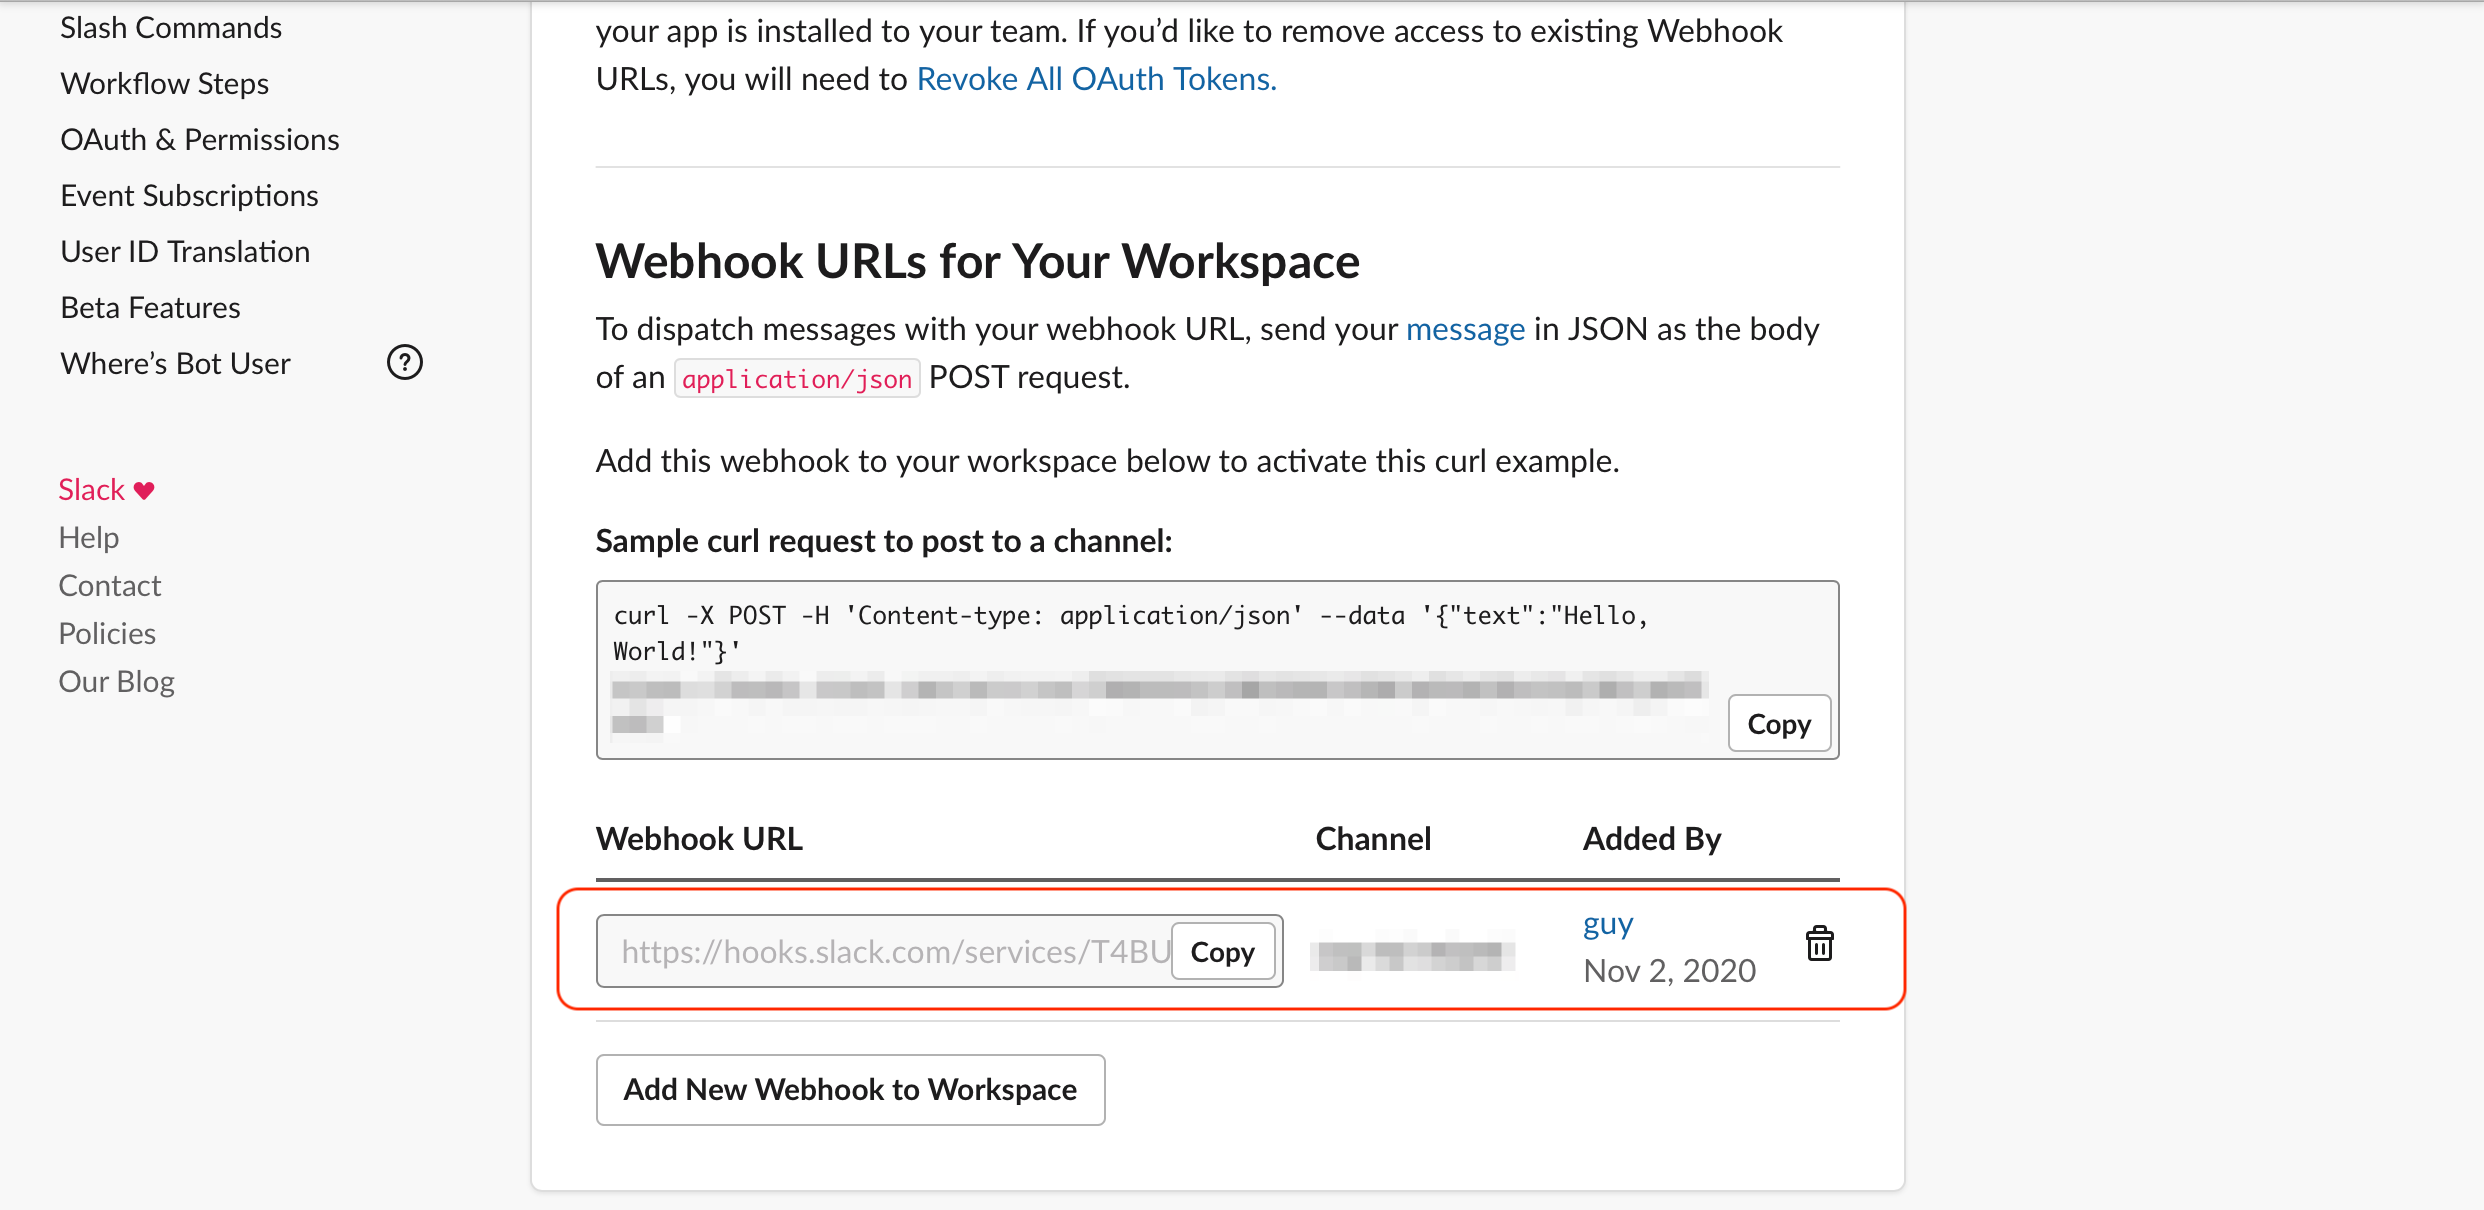 Slash Commands
Workflow Steps
OAuth & Permissions
Event Subscriptions
User ID Translation
Beta Features
Where’s Bot User
?
Slack ♥
Help
Contact
Policies
Our Blog
your app is installed to your team. If you’d like to remove access to existing Webhook
URLs, you will need to Revoke All OAuth Tokens.
Webhook URLs for Your Workspace
To dispatch messages with your webhook URL, send your message in JSON as the body
of an application/json POST request.
Add this webhook to your workspace below to activate this curl example.
Sample curl request to post to a channel:
curl -X POST -H 'Content-type: application/json' --data '{"text":"Hello,
World!"}'
Copy
Webhook URL Channel Added By
https://hooks.slack.com/services/T4BU Copy guy
Nov 2, 2020
Add New Webhook to Workspace